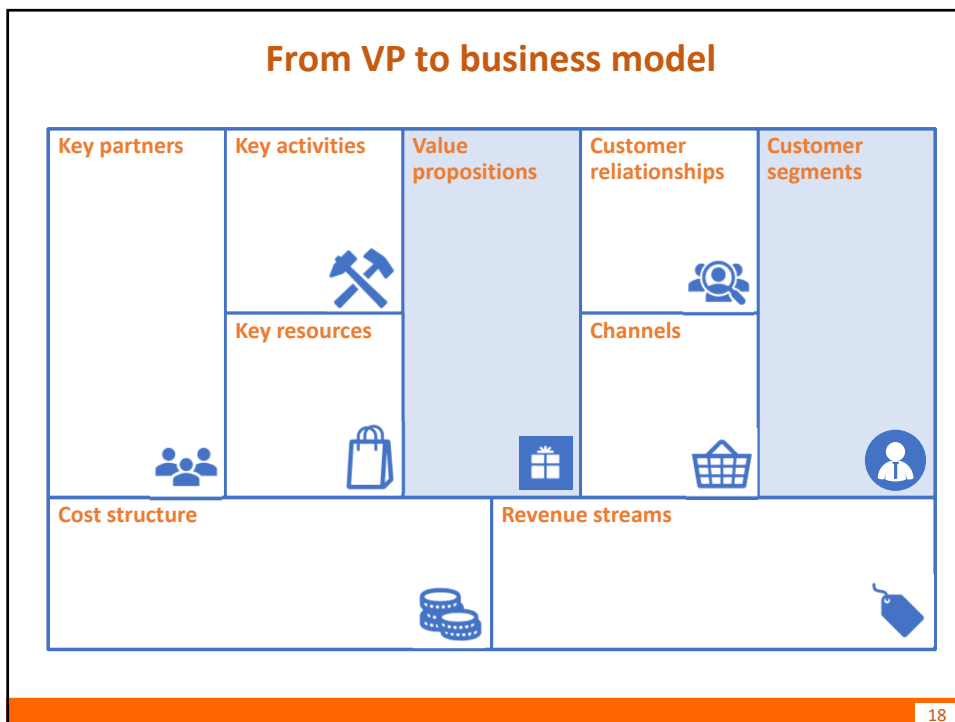 From VP to business model
Key partners
Key activities
Value
propositions
Customer
reliationships
Customer
segments
Key resources
Channels
Cost structure
Revenue streams
18